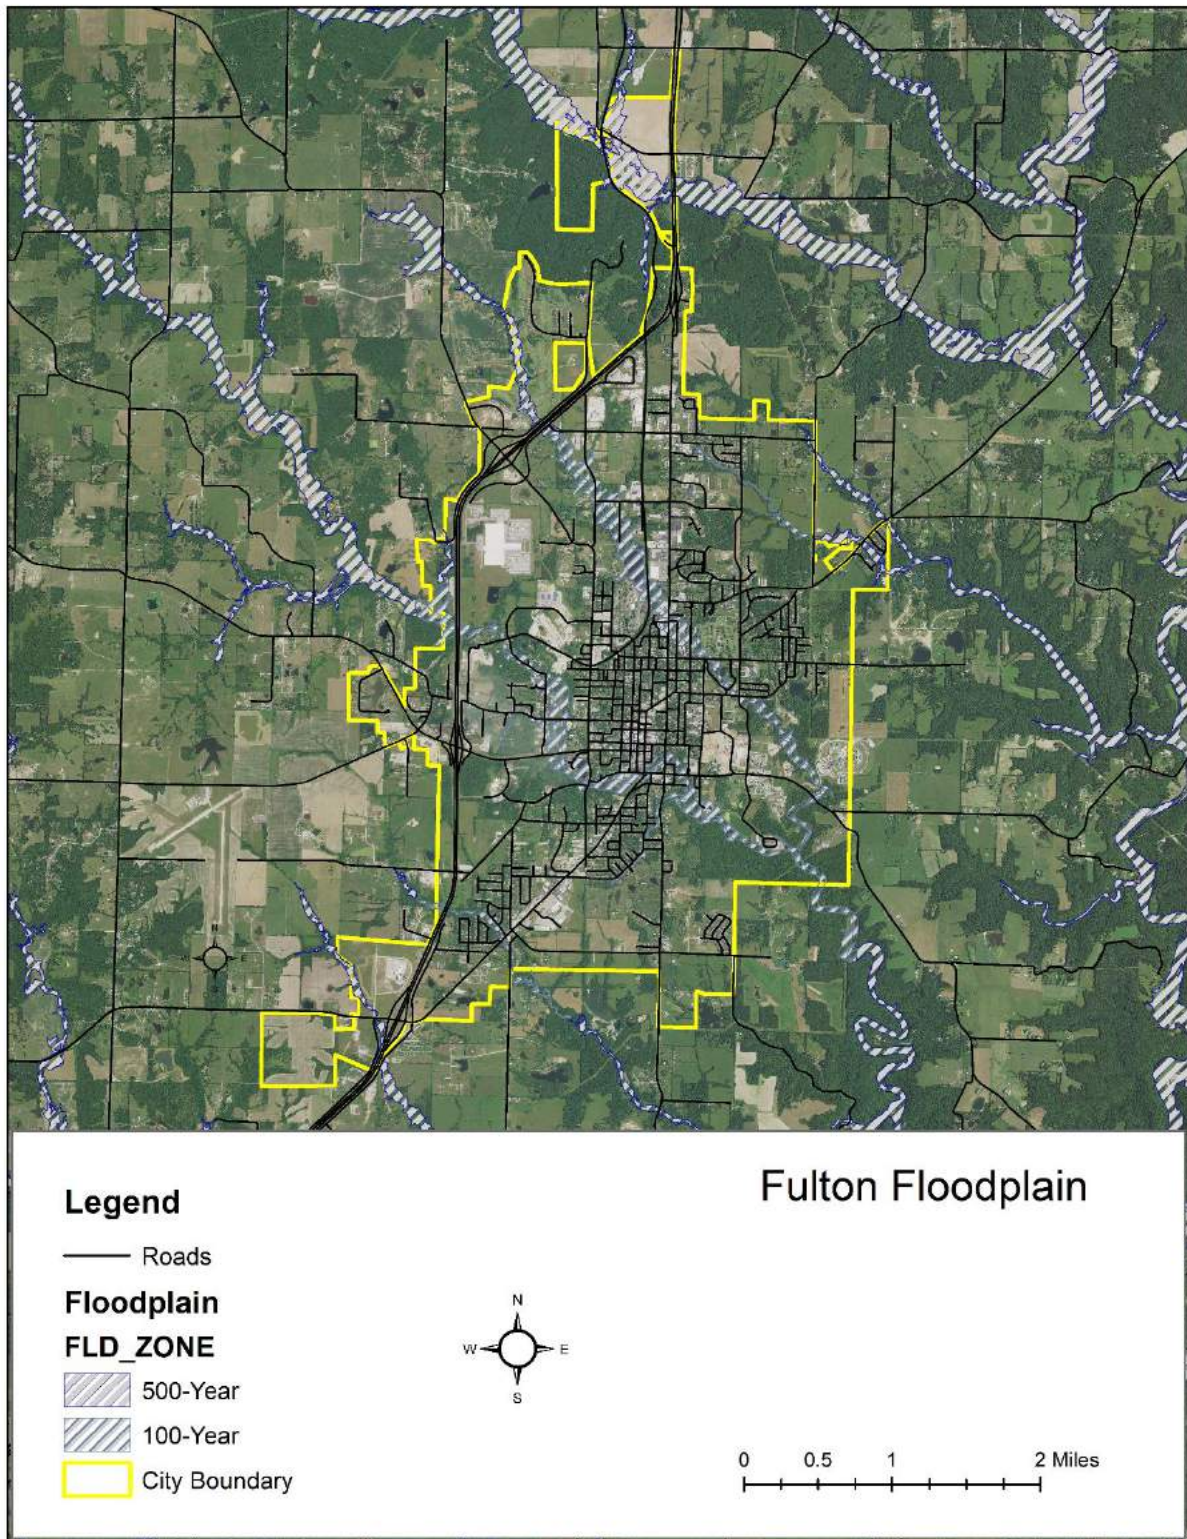 N
W E
Fulton Floodplain
Legend
Roads
Floodplain
FLD_ZONE
500-Year
100-Year
City Boundary
N
W E
S
0 0.5 1 2 Miles